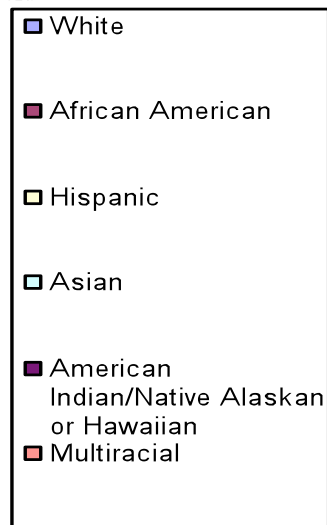 White
African American
Hispanic
Asian
American
Indian/Native Alaskan
or Hawaiian
Multiracial